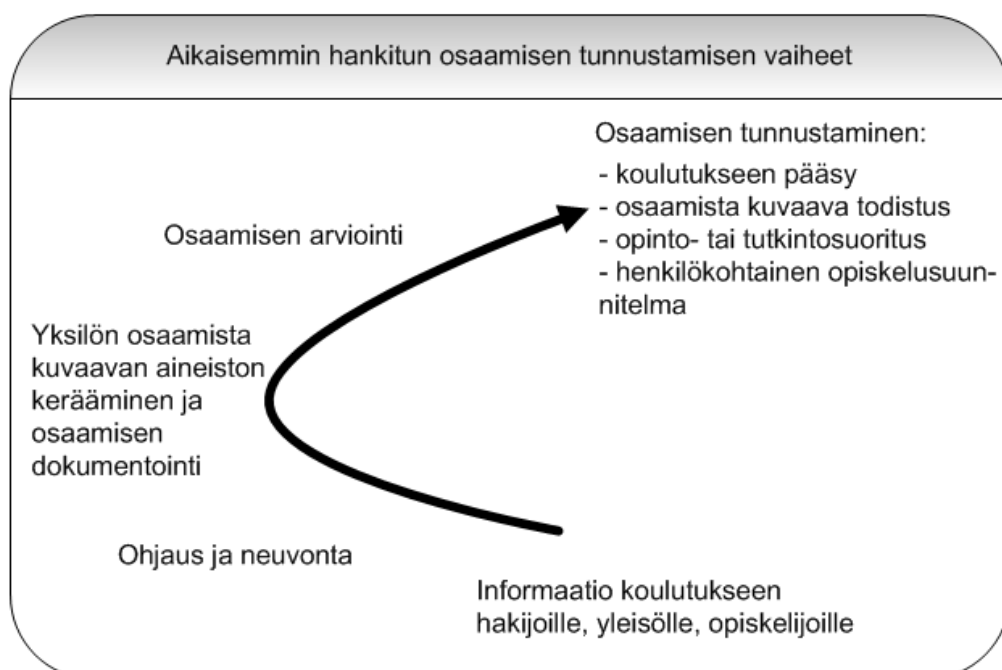 Aikaisemmin hankitun osaamisen tunnustamisen vaiheet
Osaamisen tunnustaminen:
- koulutukseen pääsy
- osaamista kuvaava todistus
- opinto- tai tutkintosuoritus
- henkilökohtainen opiskelusuun-
nitelma
Osaamisen arviointi
Yksilön osaamista
kuvaavan aineiston
kerääminen ja
osaamisen
dokumentointi
Ohjaus ja neuvonta
Informaatio koulutukseen
hakijoille, yleisölle, opiskelijoille